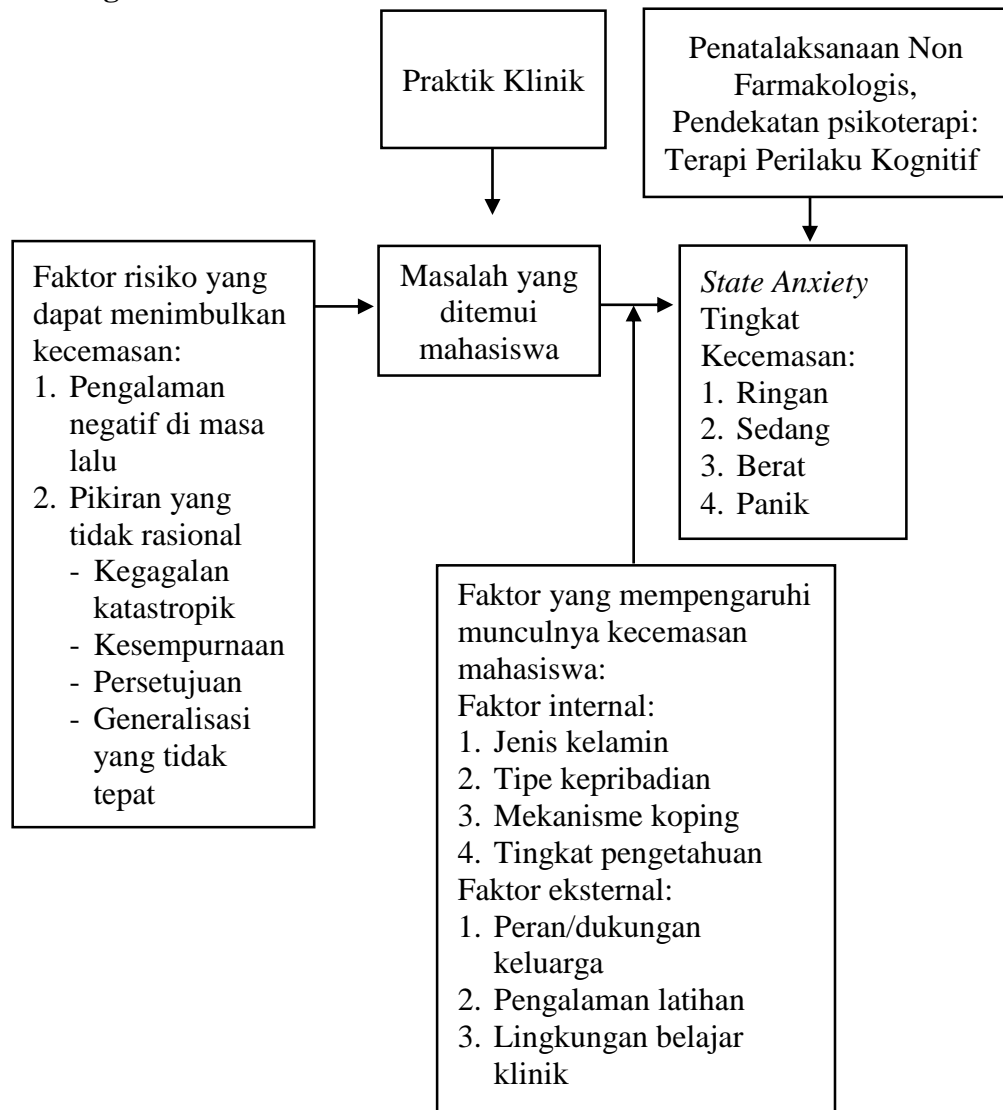 Praktik Klinik
Penatalaksanaan Non
Farmakologis,
Pendekatan psikoterapi:
Terapi Perilaku Kognitif
Faktor risiko yang
dapat menimbulkan
kecemasan:
1. Pengalaman
negatif di masa
lalu
2. Pikiran yang
tidak rasional
- Kegagalan
katastropik
- Kesempurnaan
- Persetujuan
- Generalisasi
yang tidak
tepat
Masalah yang
ditemui
mahasiswa
State Anxiety
Tingkat
Kecemasan:
1. Ringan
2. Sedang
3. Berat
4. Panik
Faktor yang mempengaruhi
munculnya kecemasan
mahasiswa:
Faktor internal:
1. Jenis kelamin
2. Tipe kepribadian
3. Mekanisme koping
4. Tingkat pengetahuan
Faktor eksternal:
1. Peran/dukungan
keluarga
2. Pengalaman latihan
3. Lingkungan belajar
klinik